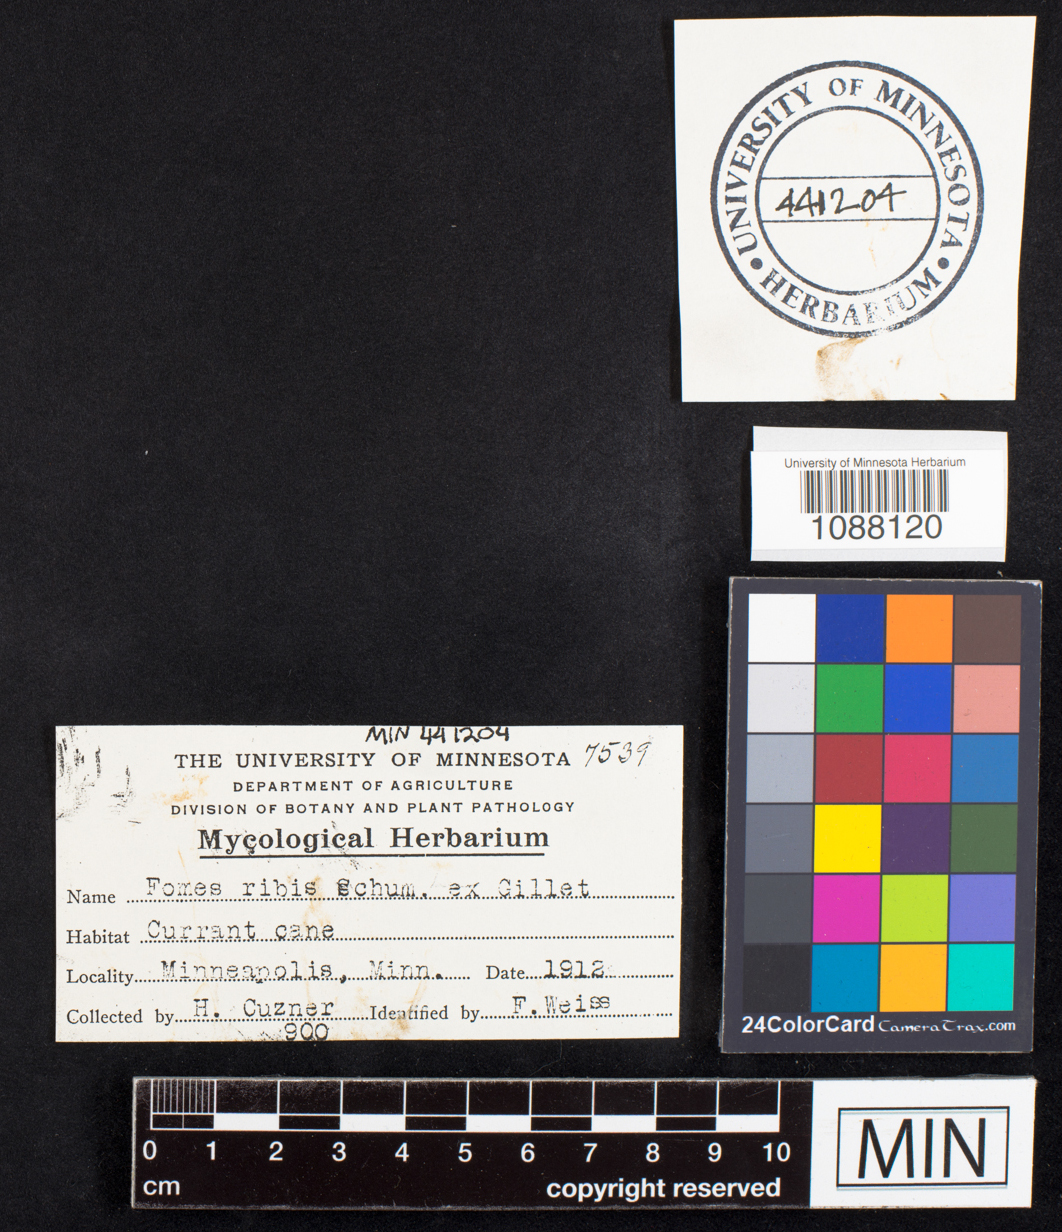 UNIVERSITY OF MINNESOTA
441204
• HERBARIUM •
University of Minnesota Herbarium
1088120
MIN 441204
THE UNIVERSITY OF MINNESOTA 7539
DEPARTMENT OF AGRICULTURE
DIVISION OF BOTANY AND PLANT PATHOLOGY
Mycological Herbarium
Name Fomes ribis Schum. ex Gillet
Habitat Currant cane
Locality Minneapolis, Minn. Date 1912
Collected by H. Cuzner Identified by F. Weiss
900
24ColorCard CameraTrax.com
0 1 2 3 4 5 6 7 8 9 10
cm copyright reserved
MIN